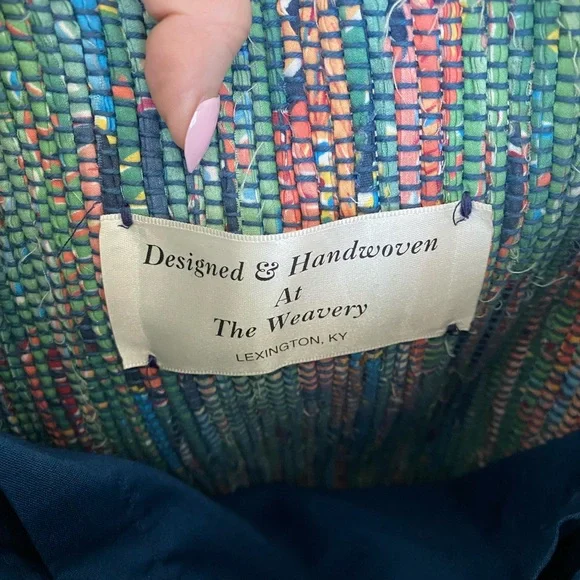 Designed & Handwoven
At
The Weavery
LEXINGTON, KY